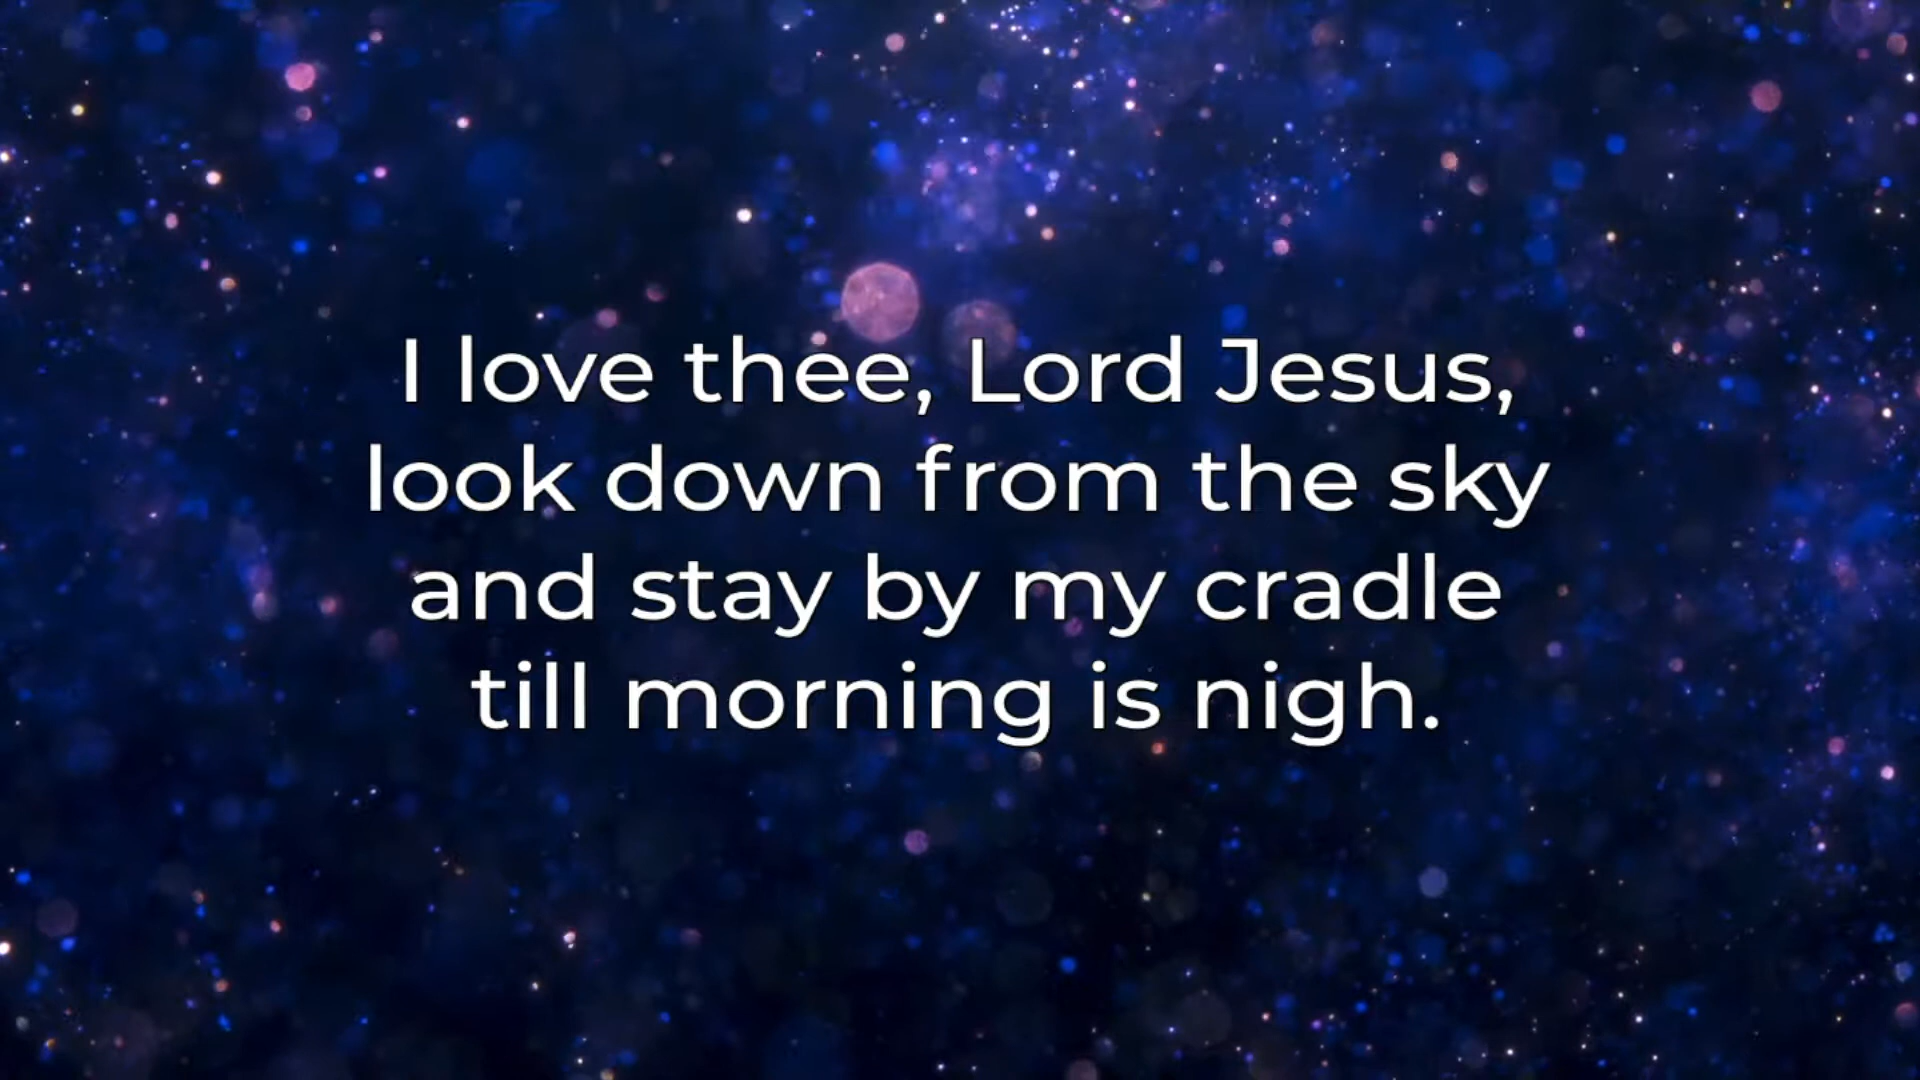 I love thee, Lord Jesus,
look down from the sky
and stay by my cradle
till morning is nigh.